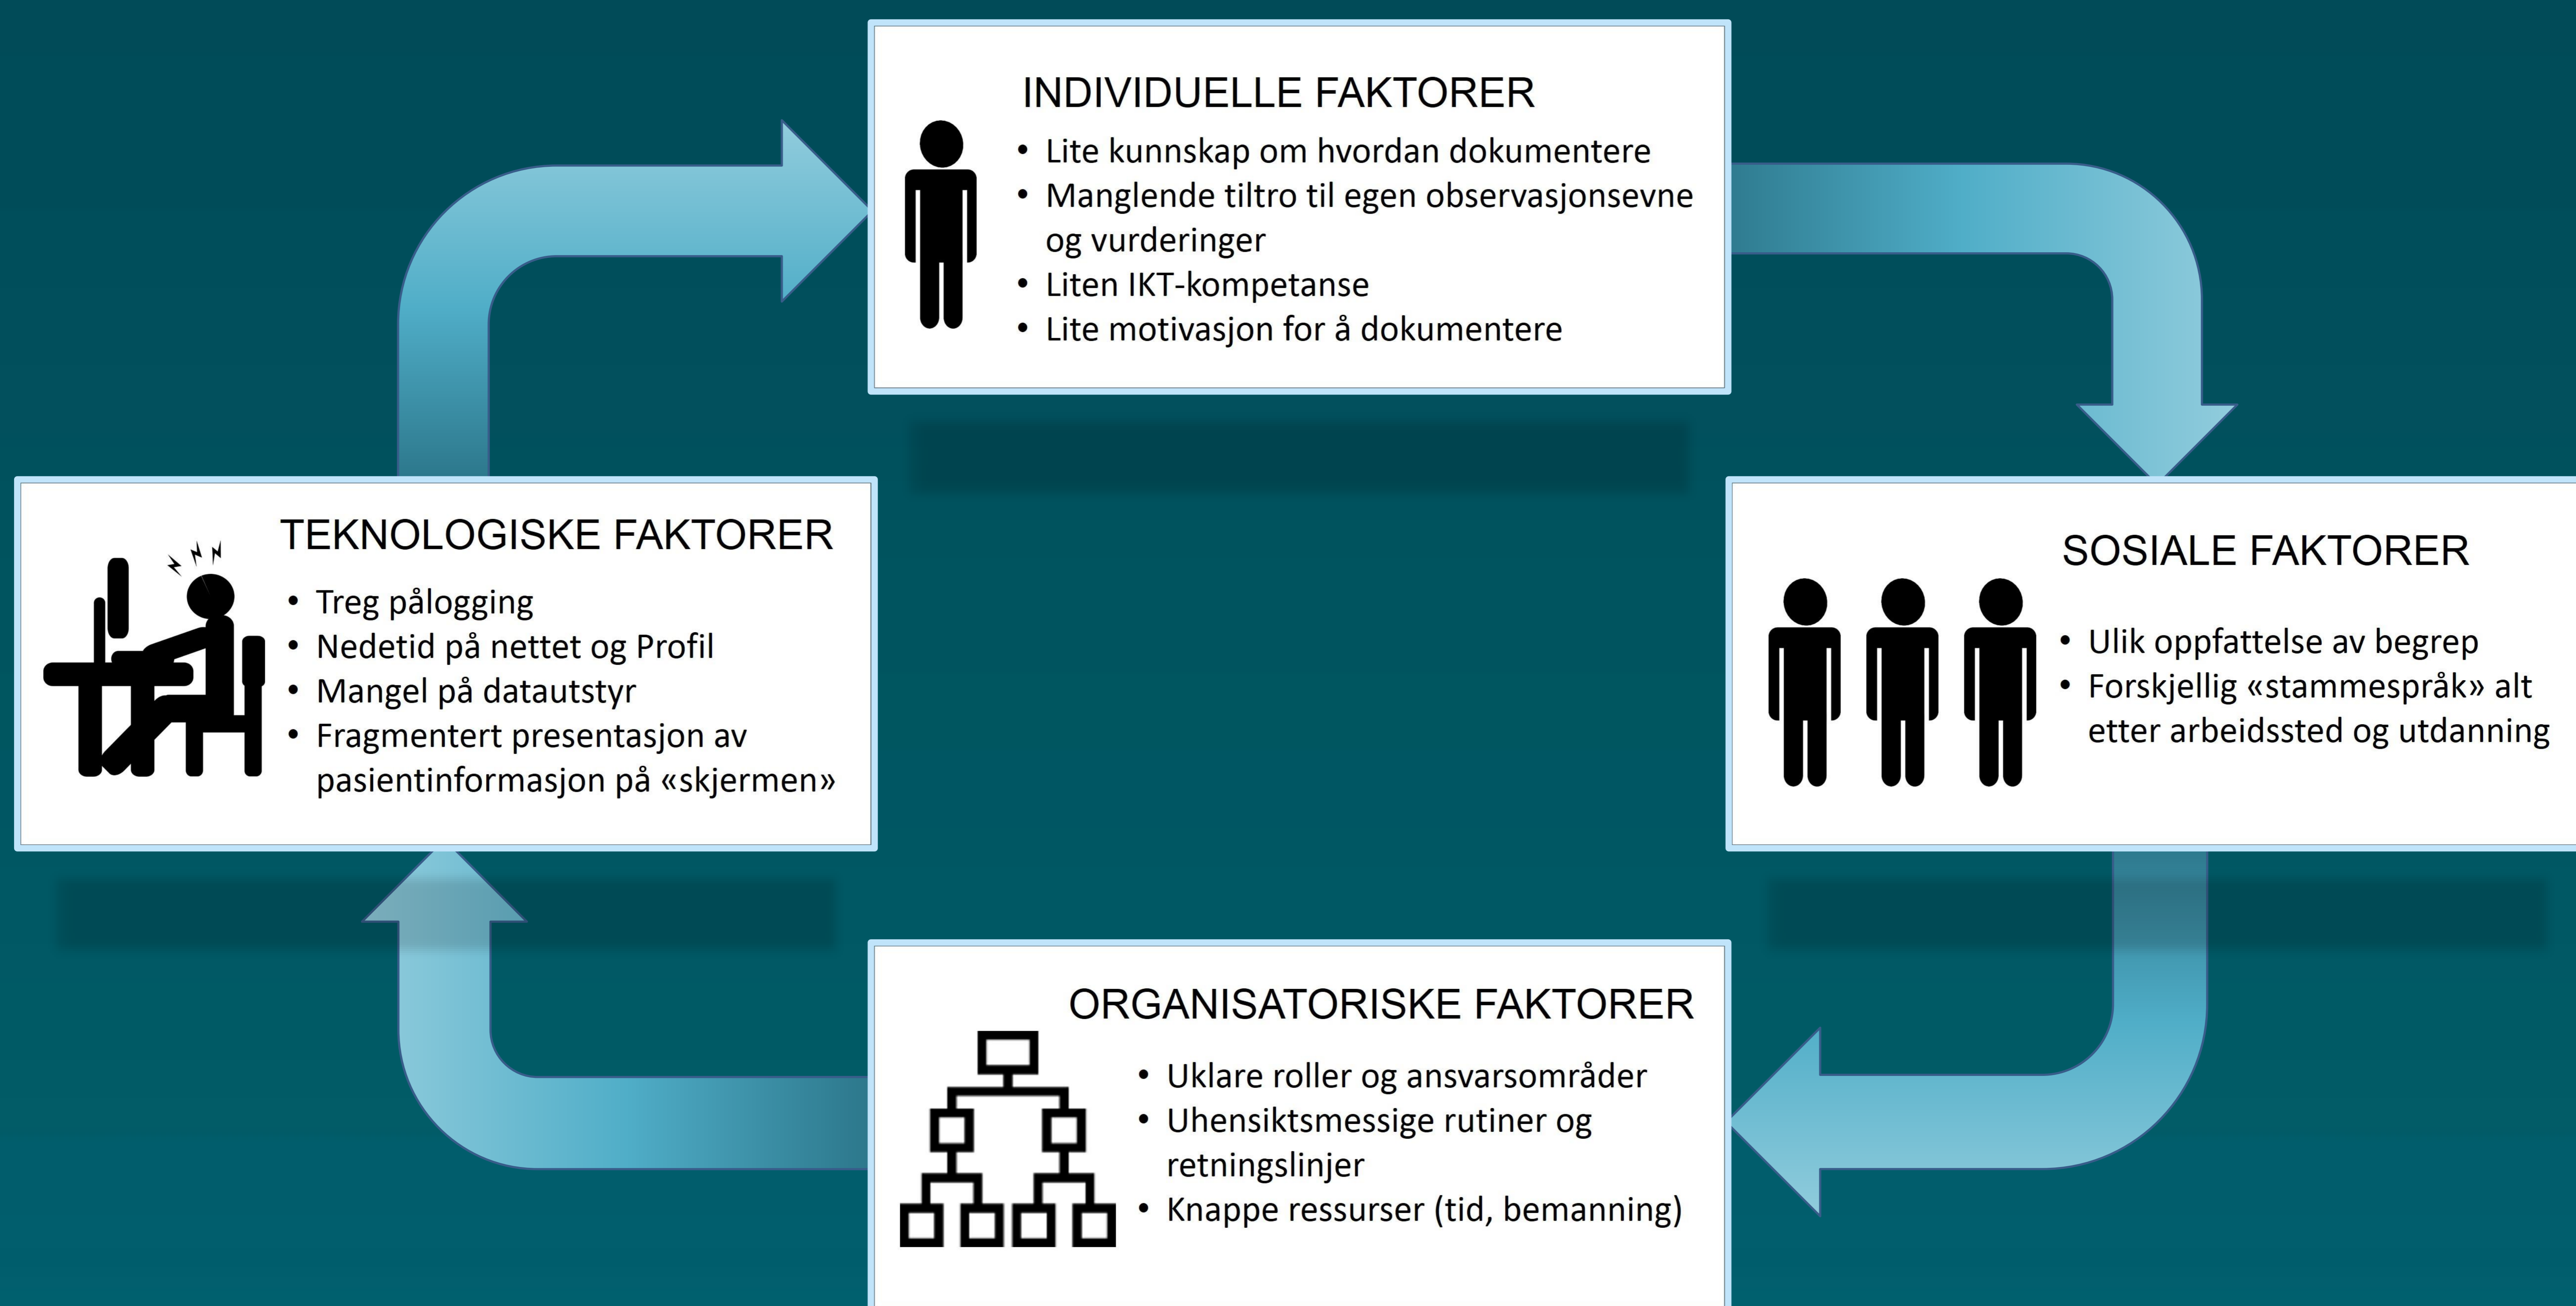 INDIVIDUELLE FAKTORER
• Lite kunnskap om hvordan dokumentere
• Manglende tiltro til egen observasjonsevne
og vurderinger
• Liten IKT-kompetanse
• Lite motivasjon for å dokumentere
TEKNOLOGISKE FAKTORER
• Treg pålogging
• Nedetid på nettet og Profil
• Mangel på datautstyr
• Fragmentert presentasjon av
pasientinformasjon på «skjermen»
SOSIALE FAKTORER
• Ulik oppfattelse av begrep
• Forskjellig «stammespråk» alt
etter arbeidssted og utdanning
ORGANISATORISKE FAKTORER
• Uklare roller og ansvarsområder
• Uhensiktsmessige rutiner og
retningslinjer
• Knappe ressurser (tid, bemanning)